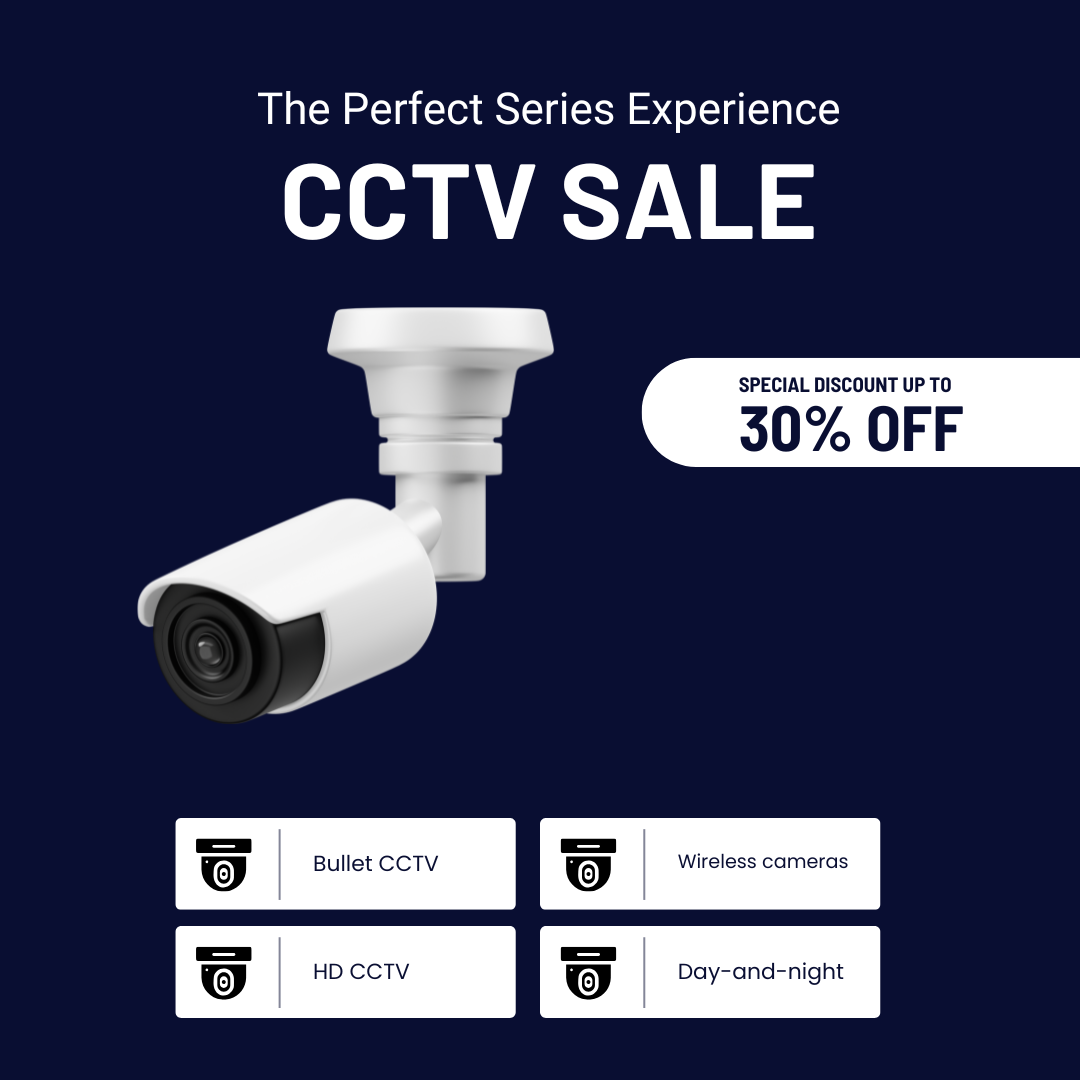 The Perfect Series Experience
CCTV SALE
SPECIAL DISCOUNT UP TO
30% OFF
Bullet CCTV
Wireless cameras
HD CCTV
Day-and-night